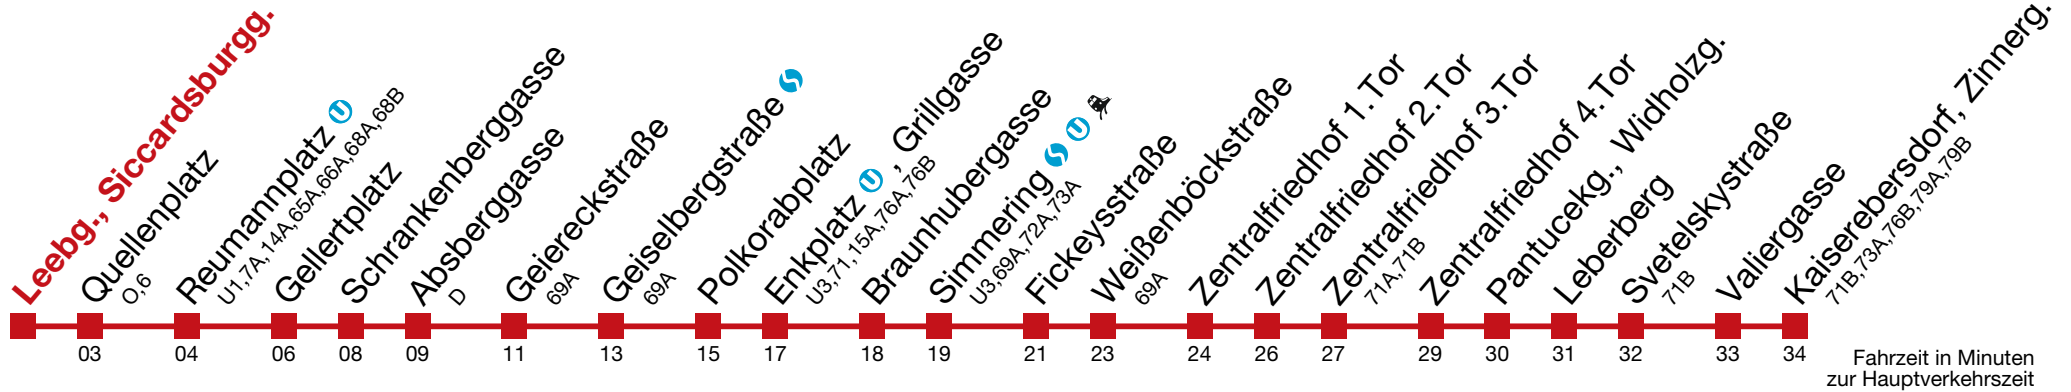 Leebg., Siccardsburgg.
Quellenplatz
O,6
Reumannplatz U
U1,7A,14A,65A,66A,68A,68B
Gellertplatz
Schrankenberggasse
Absberggasse
D
Geiereckstraße
69A
Geiselbergstraße S
69A
Polkorabplatz
Enkplatz U , Grillgasse
U3,71,15A,76A,76B
Braunhubergasse
Simmering S U
U3,69A,72A,73A
Fickeysstraße
Weißenböckstraße
69A
Zentralfriedhof 1.Tor
Zentralfriedhof 2.Tor
Zentralfriedhof 3.Tor
71A,71B
Zentralfriedhof 4.Tor
Pantucekg., Widholzg.
Leberberg
Svetelskystraße
71B
Valiergasse
Kaiserebersdorf, Zinnerg.
71B,73A,76B,79A,79B
03 04 06 08 09 11 13 15 17 18 19 21 23 24 26 27 29 30 31 32 33 34
Fahrzeit in Minuten
zur Hauptverkehrszeit